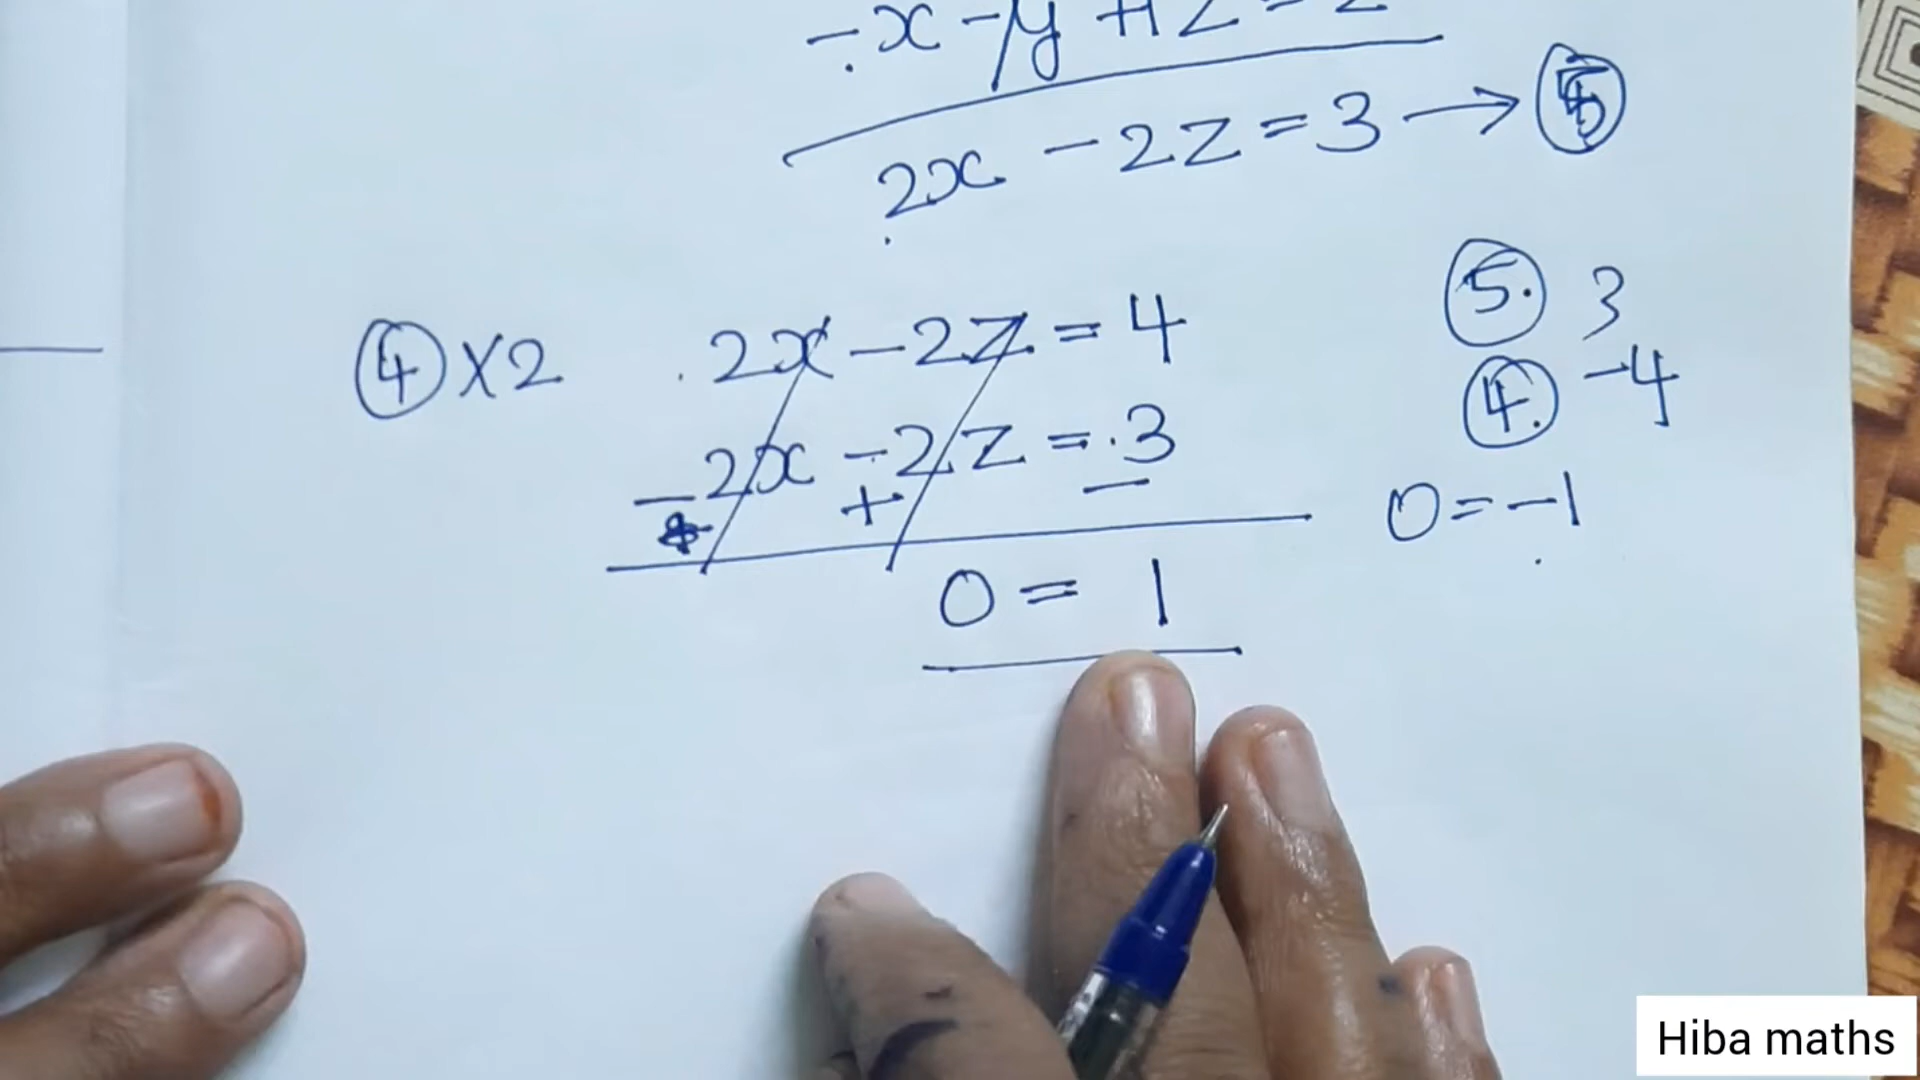 -x - y + z = 2
2x - 2z = 3 → ⑤
④ × 2 2x - 2z = 4
2x - 2z = 3
- + -
0 = 1
⑤ 3
④ -4
0 = -1
Hiba maths